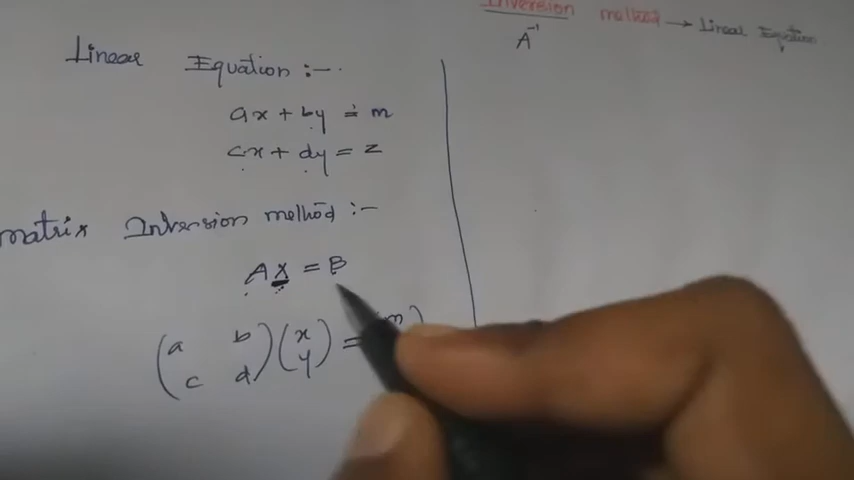 Inversion method → Linear Equation
A⁻¹
Linear Equation :-
ax + by = m
cx + dy = z
matrix Inversion method :-
AX = B
(a b) (x) = (m)
(c d) (y)